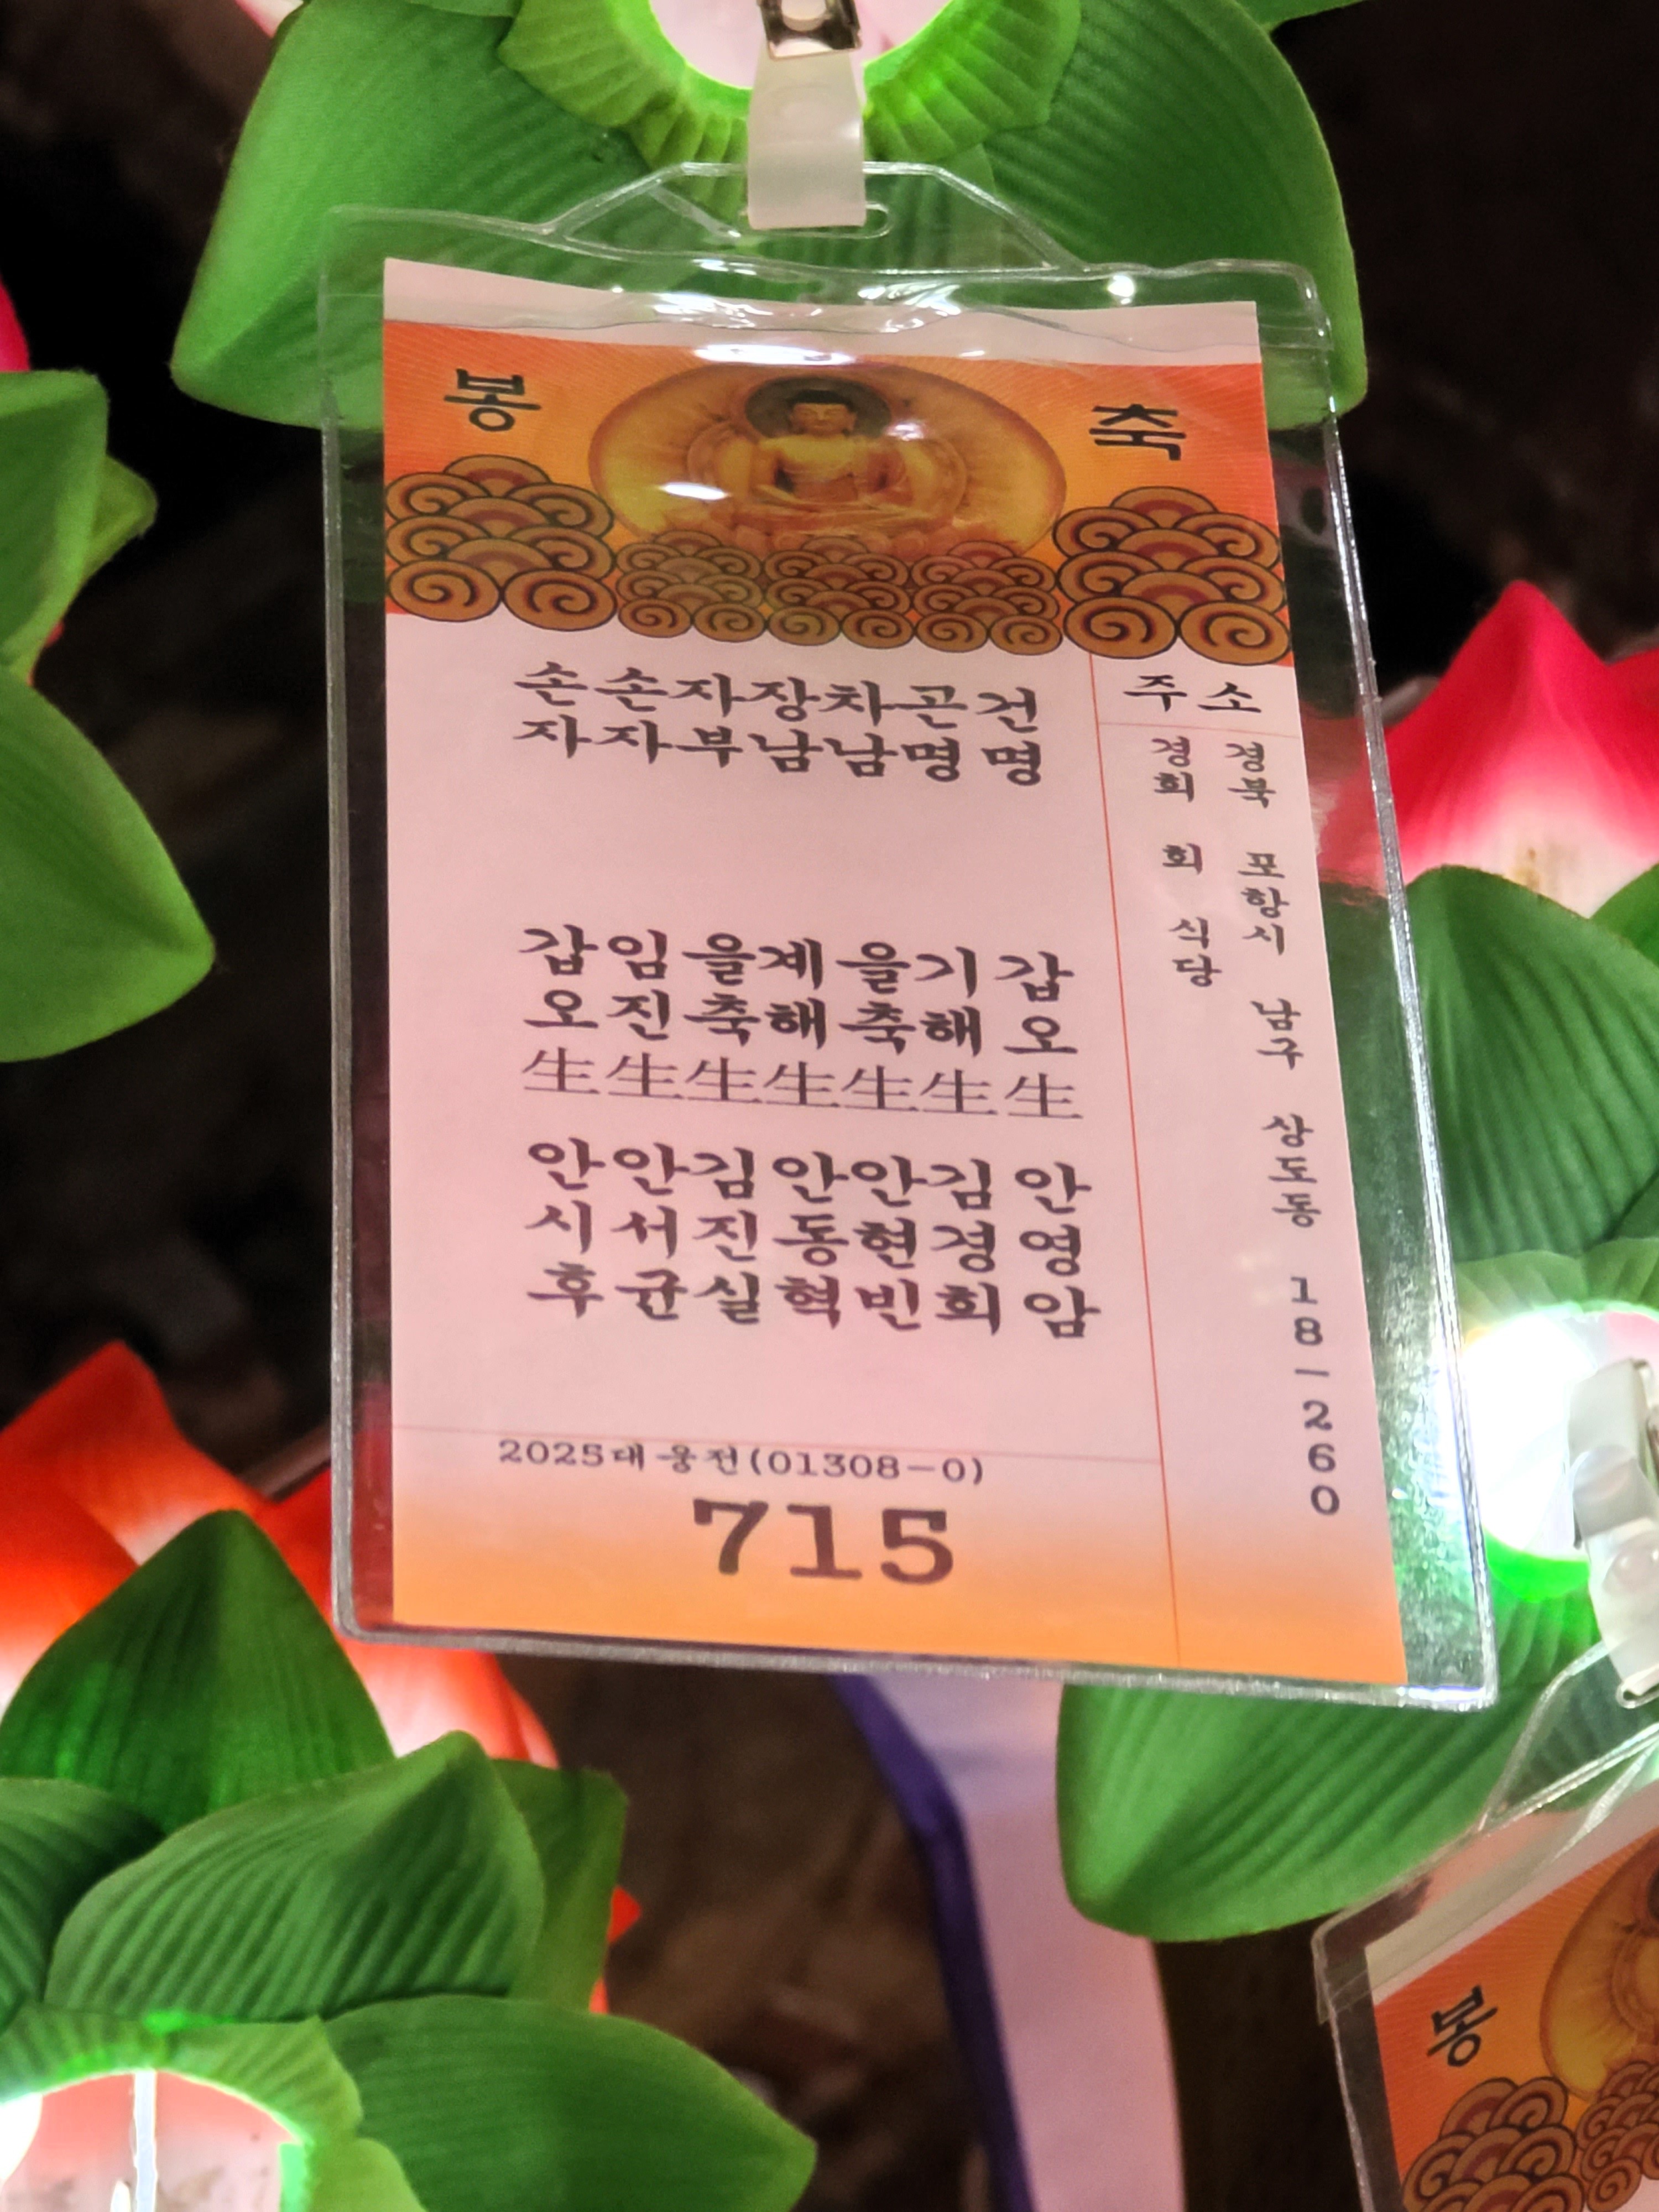 봉 축
주소
경북 포항시 남구 상도동 18-260
경희 회 식당
건명 갑오生 안영암
곤명 기해生 김경희
차남 을축生 안현빈
장남 계해生 안동혁
자부 을축生 김진실
손자 임진生 안서균
손자 갑오生 안시후
2025대웅전(01308-0)
715
봉